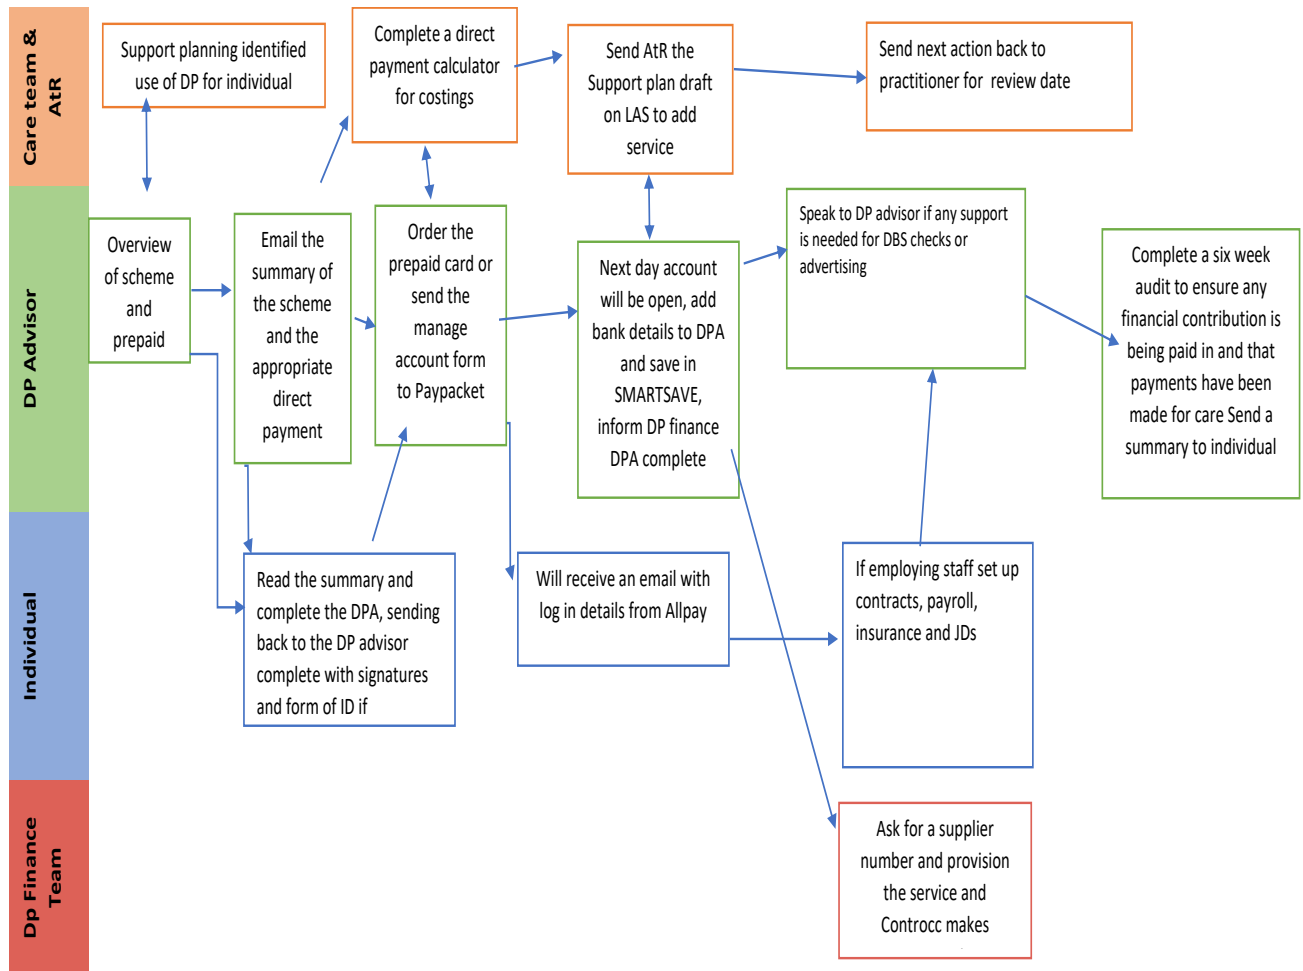 Care team &
AtR
Support planning identified
use of DP for individual
Complete a direct
payment calculator
for costings
Send AtR the
Support plan draft
on LAS to add
service
Send next action back to
practitioner for review date
DP Advisor
Overview
of scheme
and
prepaid
Email the
summary of
the scheme
and the
appropriate
direct
payment
Order the
prepaid card or
send the
manage
account form
to Paypacket
Next day account
will be open, add
bank details to DPA
and save in
SMARTSAVE,
inform DP finance
DPA complete
Speak to DP advisor if any support
is needed for DBS checks or
advertising
Complete a six week
audit to ensure any
financial contribution is
being paid in and that
payments have been
made for care Send a
summary to individual
Individual
Read the summary and
complete the DPA, sending
back to the DP advisor
complete with signatures
and form of ID if
Will receive an email with
log in details from Allpay
If employing staff set up
contracts, payroll,
insurance and JDs
Dp Finance
Team
Ask for a supplier
number and provision
the service and
Controcc makes